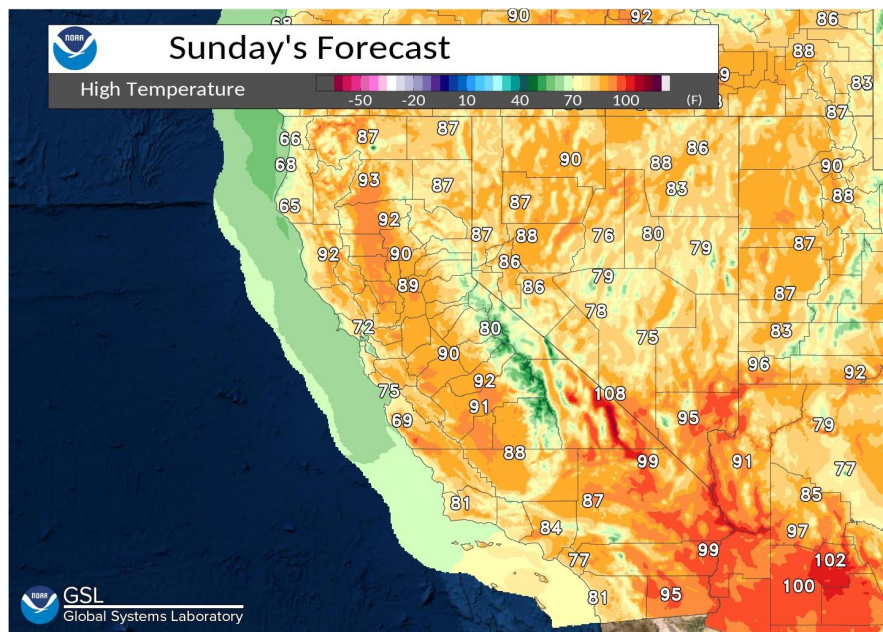 68 90 92 86
NOAA
Sunday's Forecast
88
High Temperature
-50 -20 10 40 70 100 (F)
83
87
66 87 87
68 90 88 86 90
93 87 83 88
65 92 87
92 90 87 88 76 80 79 87
89 86 79
86 87
72 80 78 75 83
90 96
75 92 108 92
69 91 95 79
88 99 91 77
81 87 85
84 97
77 99 102
81 95 100
NOAA
GSL
Global Systems Laboratory